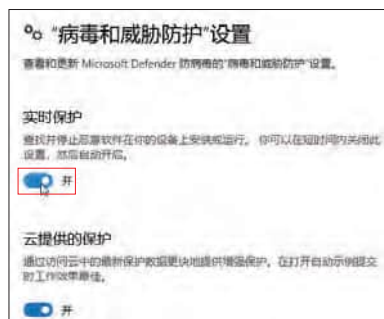 “病毒和威胁防护”设置
查看和更新 Microsoft Defender 防病毒的“病毒和威胁防护”设置。
实时保护
查找并停止恶意软件在你的设备上安装或运行。 你可以在短时间内关闭此
设置，然后自动开启。
开
云提供的保护
通过访问云中的最新保护数据更快地提供增强保护。在打开自动示例提交
时工作效果最佳。
开